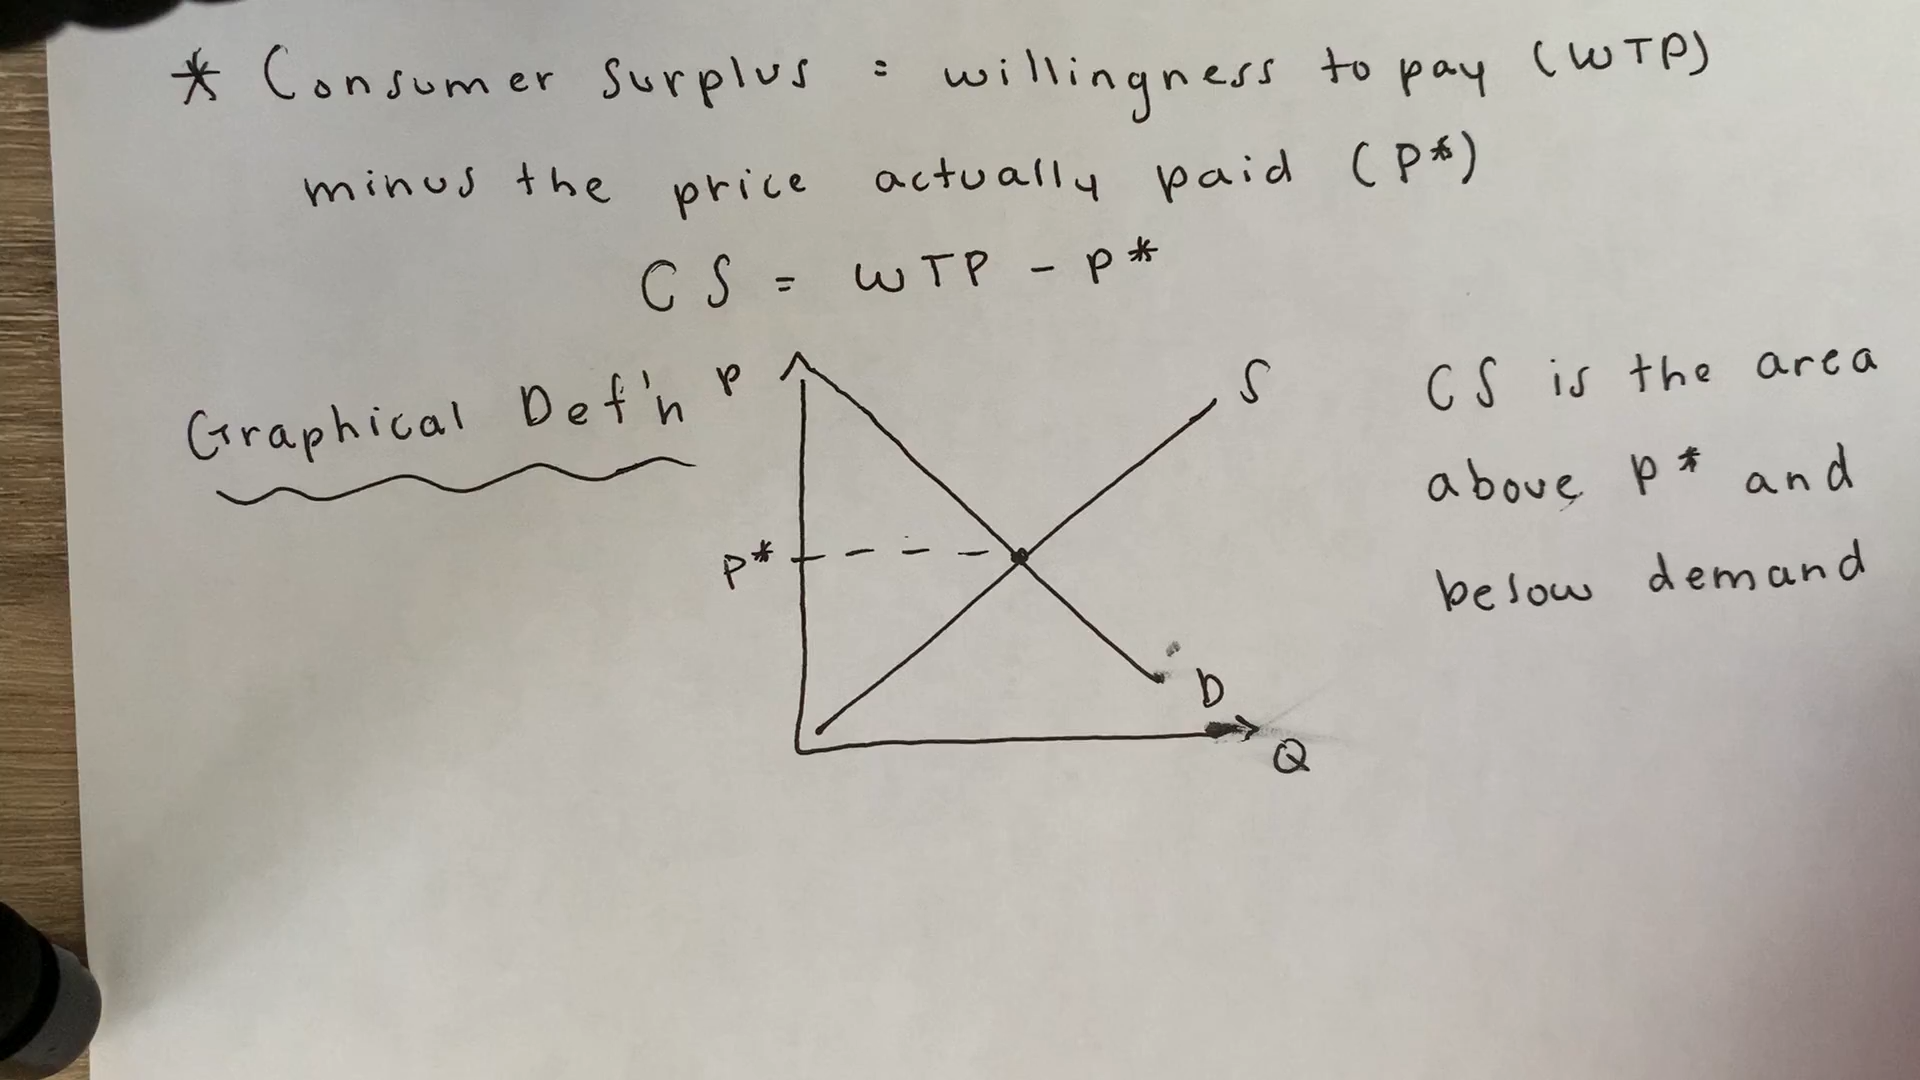 * Consumer surplus = willingness to pay (WTP)
minus the price actually paid (P*)
CS = WTP - P*
Graphical Def'n
P
S
P*
D
Q
CS is the area
above P* and
below demand